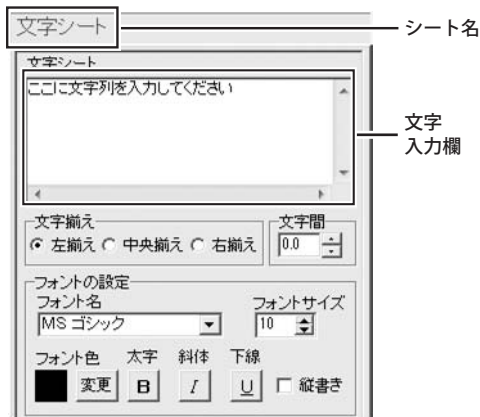 文字シート
シート名
文字シート
ここに文字列を入力してください
文字
入力欄
文字揃え
文字間
左揃え 中央揃え 右揃え
0.0
フォントの設定
フォント名
フォントサイズ
MS ゴシック
10
フォント色 太字 斜体 下線
変更 B I U 縦書き